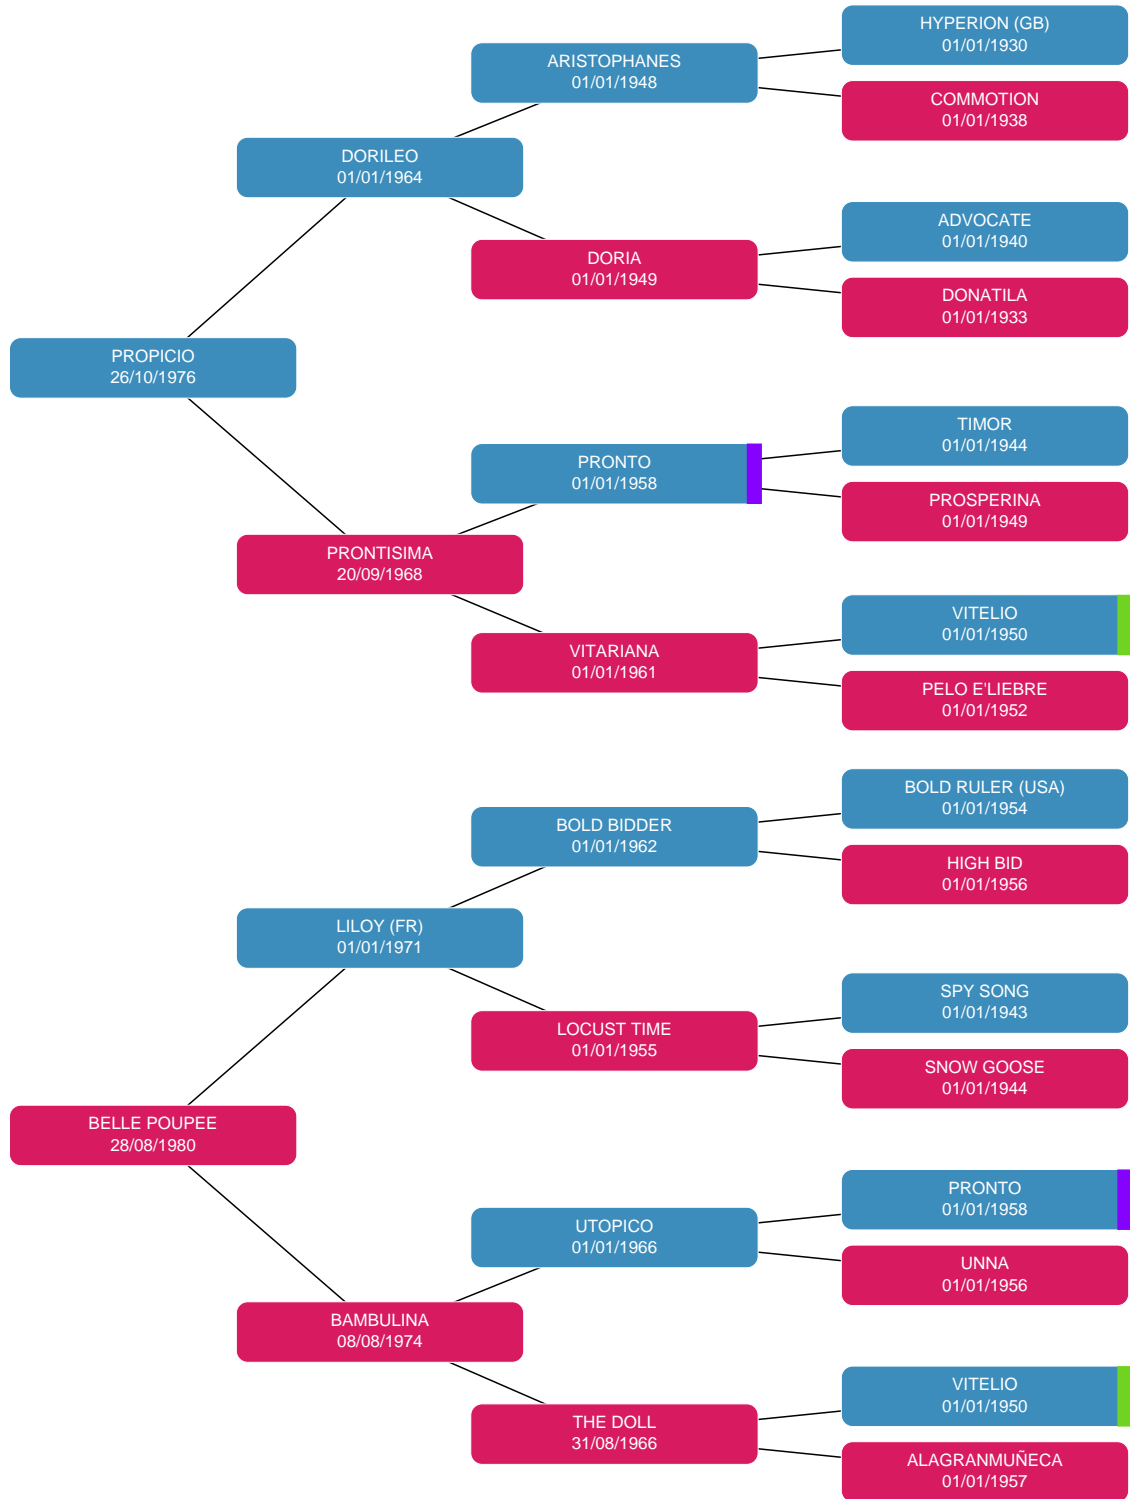 HYPERION (GB)
01/01/1930
ARISTOPHANES
01/01/1948
COMMOTION
01/01/1938
DORILEO
01/01/1964
ADVOCATE
01/01/1940
DORIA
01/01/1949
DONATILA
01/01/1933
PROPICIO
26/10/1976
TIMOR
01/01/1944
PRONTO
01/01/1958
PROSPERINA
01/01/1949
PRONTISIMA
20/09/1968
VITELIO
01/01/1950
VITARIANA
01/01/1961
PELO E'LIEBRE
01/01/1952
BOLD RULER (USA)
01/01/1954
BOLD BIDDER
01/01/1962
HIGH BID
01/01/1956
LILOY (FR)
01/01/1971
SPY SONG
01/01/1943
LOCUST TIME
01/01/1955
SNOW GOOSE
01/01/1944
BELLE POUPEE
28/08/1980
PRONTO
01/01/1958
UTOPICO
01/01/1966
UNNA
01/01/1956
BAMBULINA
08/08/1974
VITELIO
01/01/1950
THE DOLL
31/08/1966
ALAGRANMUÑECA
01/01/1957